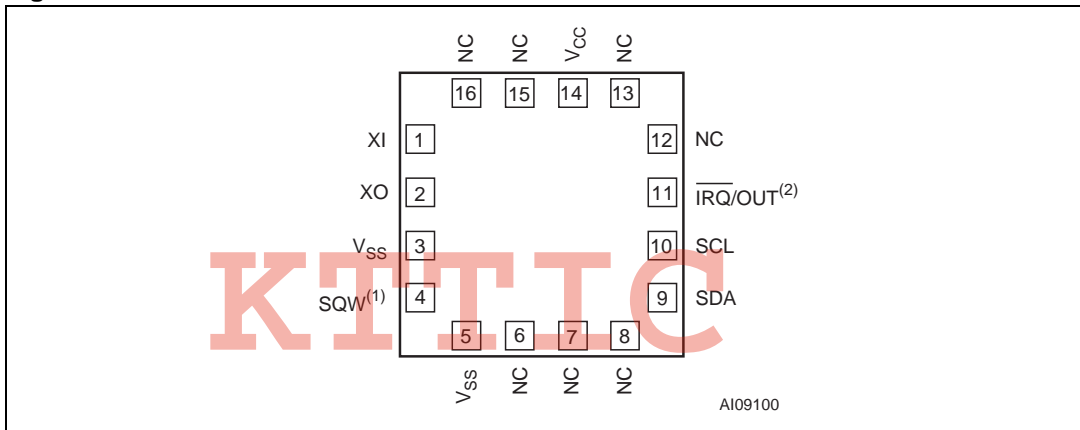 NC NC VCC NC
16 15 14 13
XI 1 12 NC
XO 2 11 IRQ/OUT(2)
VSS 3 10 SCL
SQW(1) 4 9 SDA
KTTIC
5 6 7 8
VSS NC NC NC
AI09100